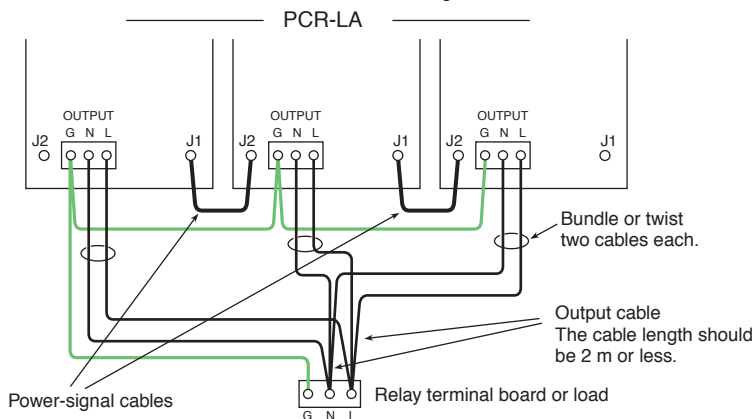 PCR-LA
OUTPUT
G N L
J2
J1
OUTPUT
G N L
J2
J1
OUTPUT
G N L
J2
J1
Bundle or twist
two cables each.
Output cable
The cable length should
be 2 m or less.
Power-signal cables
Relay terminal board or load
G N L